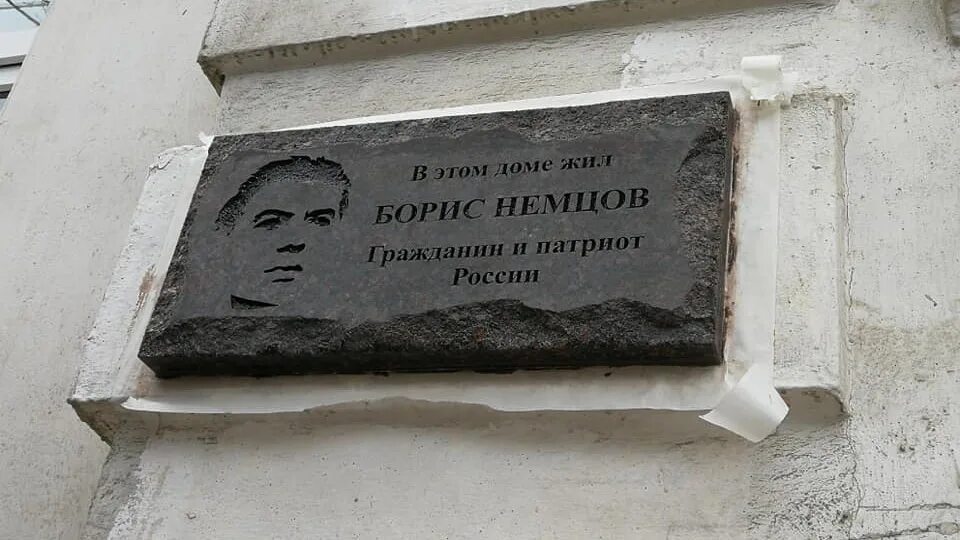 В этом доме жил
БОРИС НЕМЦОВ
Гражданин и патриот
России